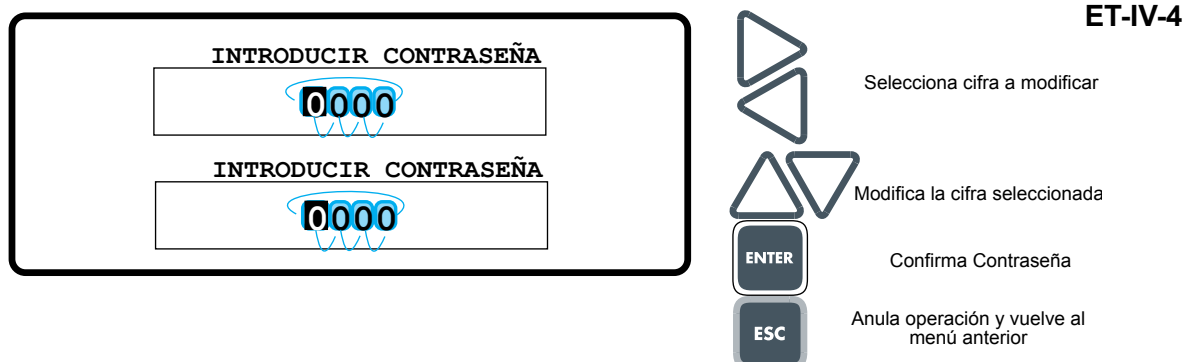 ET-IV-4
INTRODUCIR CONTRASEÑA
0000
INTRODUCIR CONTRASEÑA
0000
Selecciona cifra a modificar
Modifica la cifra seleccionada
ENTER
Confirma Contraseña
ESC
Anula operación y vuelve al
menú anterior